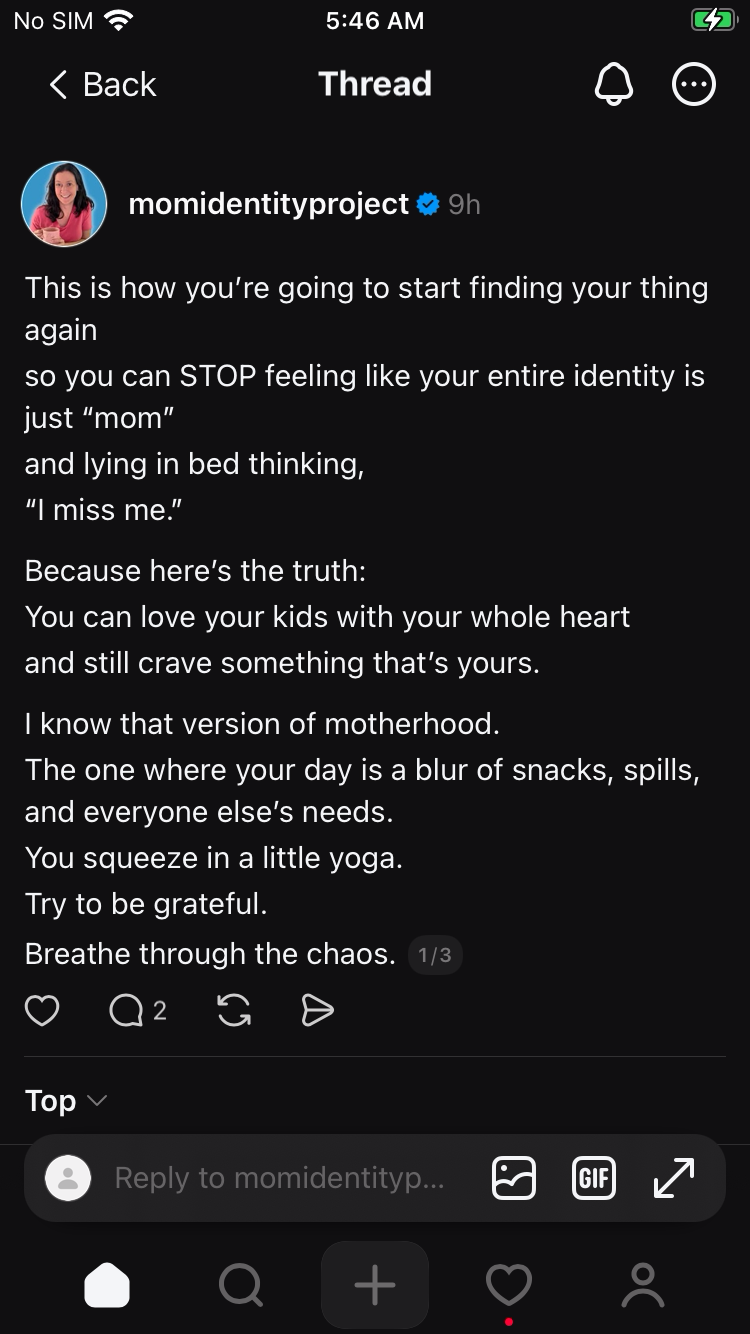 No SIM 5:46 AM
Back Thread
momidentityproject 9h
This is how you’re going to start finding your thing
again
so you can STOP feeling like your entire identity is
just “mom”
and lying in bed thinking,
“I miss me.”
Because here’s the truth:
You can love your kids with your whole heart
and still crave something that’s yours.
I know that version of motherhood.
The one where your day is a blur of snacks, spills,
and everyone else’s needs.
You squeeze in a little yoga.
Try to be grateful.
Breathe through the chaos. 1/3
2
Top
Reply to momidentityp... GIF